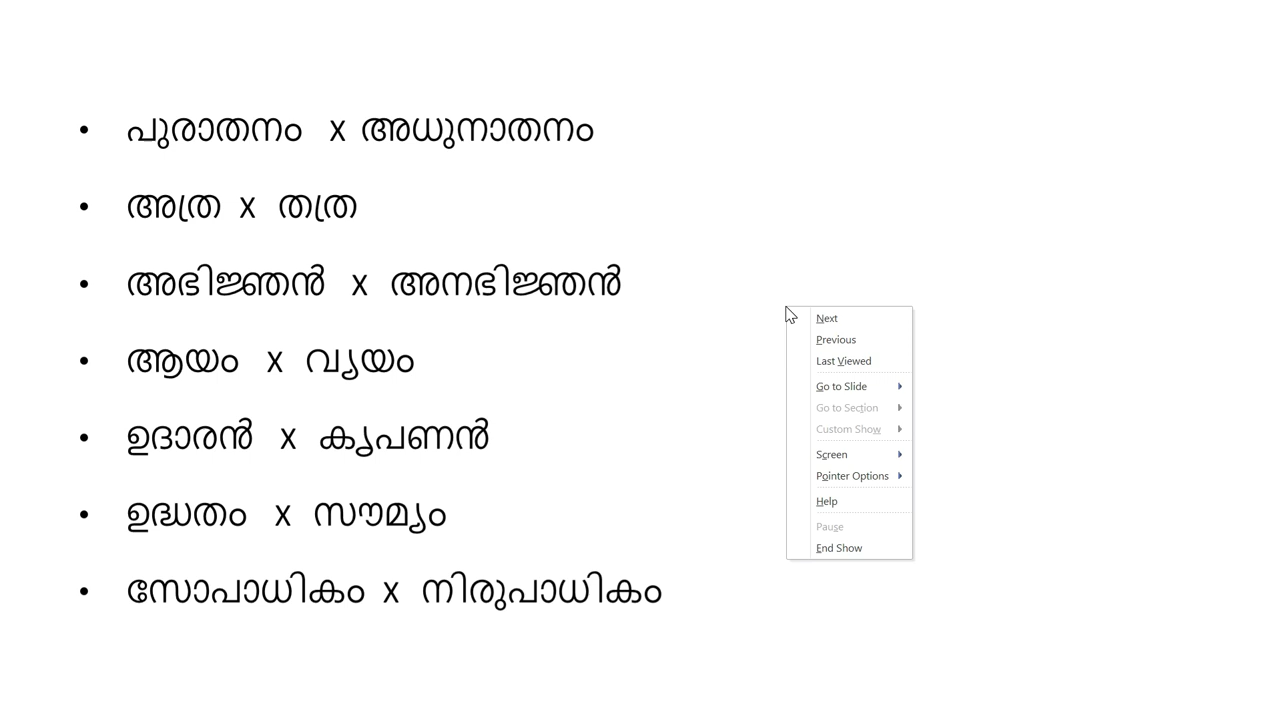 • പുരാതനം x അധുനാതനം
• അത്ര x തത്ര
• അഭിജ്ഞൻ x അനഭിജ്ഞൻ
• ആയം x വ്യയം
• ഉദാരൻ x കൃപണൻ
• ഉദ്ധതം x സൗമ്യം
• സോപാധികം x നിരുപാധികം
Next
Previous
Last Viewed
Go to Slide
Go to Section
Custom Show
Screen
Pointer Options
Help
Pause
End Show